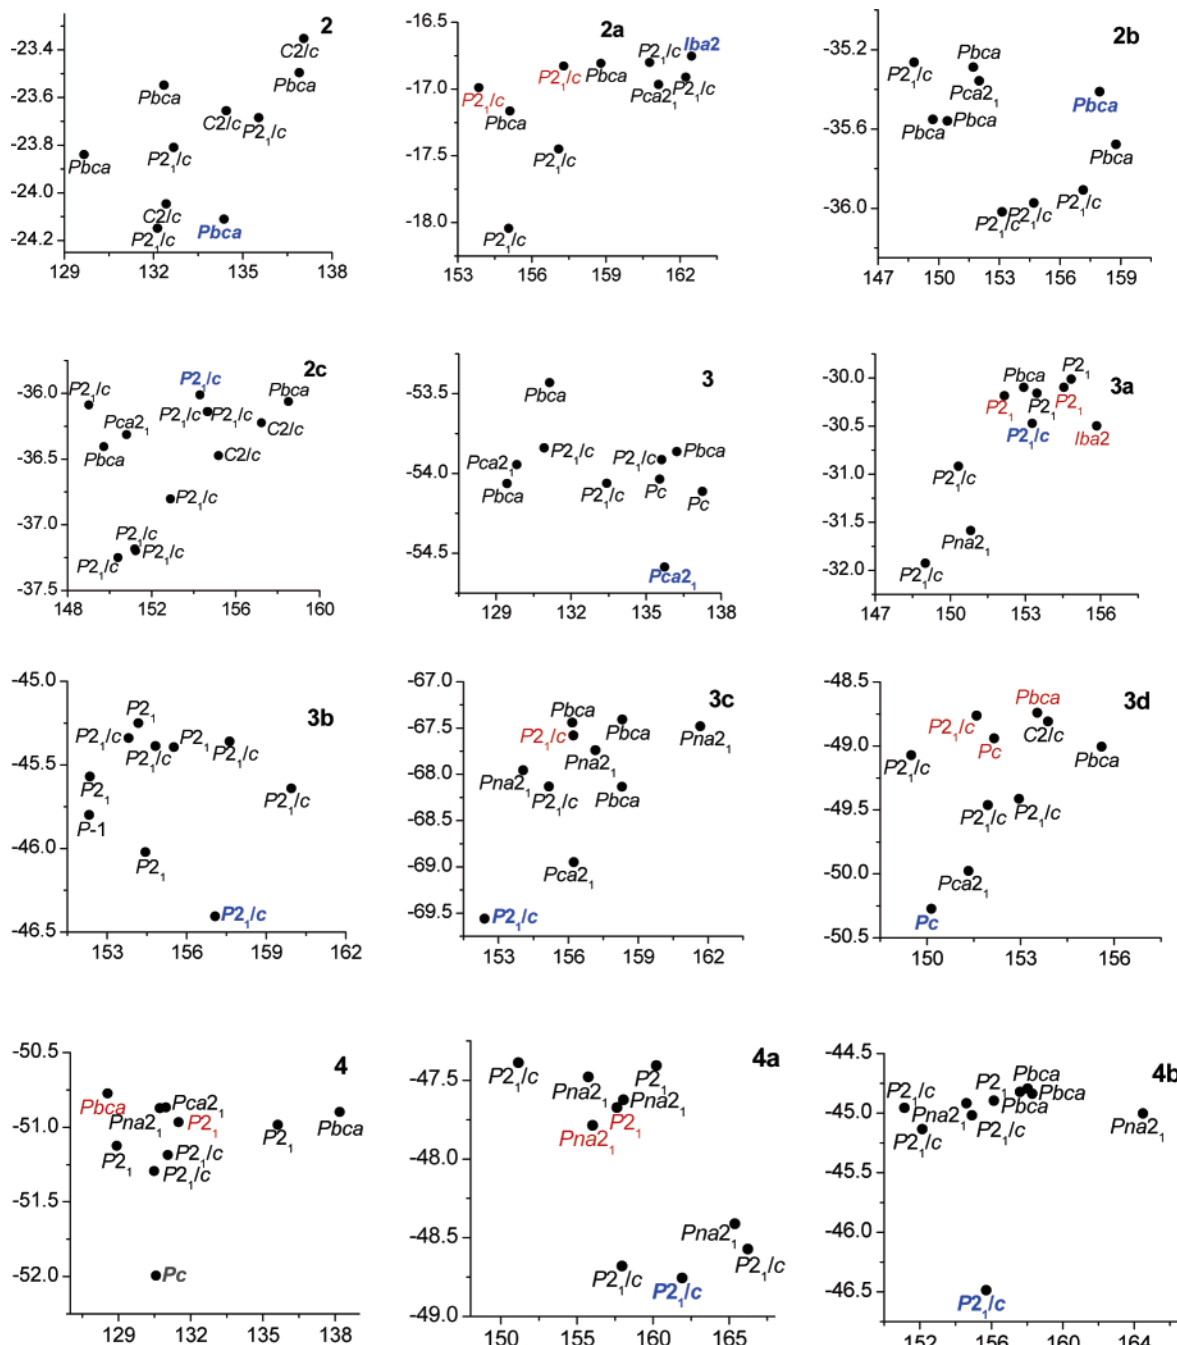 2
-23.4
-23.6
-23.8
-24.0
-24.2
C2/c
Pbca
Pbca
C2/c
P2₁/c
P2₁/c
Pbca
C2/c
P2₁/c
Pbca
129 132 135 138
2a
-16.5
-17.0
-17.5
-18.0
P2₁/c
Iba2
P2₁/c
Pbca
Pca2₁
P2₁/c
P2₁/c
Pbca
P2₁/c
P2₁/c
153 156 159 162
2b
-35.2
-35.6
-36.0
P2₁/c
Pbca
Pca2₁
Pbca
Pbca
Pbca
Pbca
P2₁/c
P2₁/c
P2₁/c
147 150 153 156 159
2c
-36.0
-36.5
-37.0
-37.5
P2₁/c
P2₁/c
Pbca
Pca2₁
P2₁/c
P2₁/c
C2/c
Pbca
C2/c
P2₁/c
P2₁/c
P2₁/c
P2₁/c
148 152 156 160
3
-53.5
-54.0
-54.5
Pbca
P2₁/c
Pca2₁
Pbca
P2₁/c
Pbca
P2₁/c
Pc
Pc
Pca2₁
129 132 135 138
3a
-30.0
-30.5
-31.0
-31.5
-32.0
Pbca
P2₁
P2₁
P2₁
P2₁
P2₁/c
Iba2
P2₁/c
Pna2₁
P2₁/c
147 150 153 156
3b
-45.0
-45.5
-46.0
-46.5
P2₁
P2₁/c
P2₁/c
P2₁
P2₁/c
P2₁
P2₁/c
P-1
P2₁
P2₁/c
153 156 159 162
3c
-67.0
-67.5
-68.0
-68.5
-69.0
-69.5
Pbca
P2₁/c
Pbca
Pna2₁
Pna2₁
Pna2₁
P2₁/c
Pbca
Pca2₁
P2₁/c
153 156 159 162
3d
-48.5
-49.0
-49.5
-50.0
-50.5
Pbca
P2₁/c
C2/c
Pc
P2₁/c
Pbca
P2₁/c
P2₁/c
Pca2₁
Pc
150 153 156
4
-50.5
-51.0
-51.5
-52.0
Pbca
Pca2₁
Pna2₁
P2₁
P2₁
Pbca
P2₁
P2₁/c
P2₁/c
Pc
129 132 135 138
4a
-47.5
-48.0
-48.5
-49.0
P2₁/c
Pna2₁
P2₁
Pna2₁
P2₁
Pna2₁
Pna2₁
P2₁/c
P2₁/c
P2₁/c
150 155 160 165
4b
-44.5
-45.0
-45.5
-46.0
-46.5
P2₁/c
P2₁
Pbca
Pbca
Pbca
Pna2₁
P2₁/c
P2₁/c
Pna2₁
P2₁/c
152 156 160 164